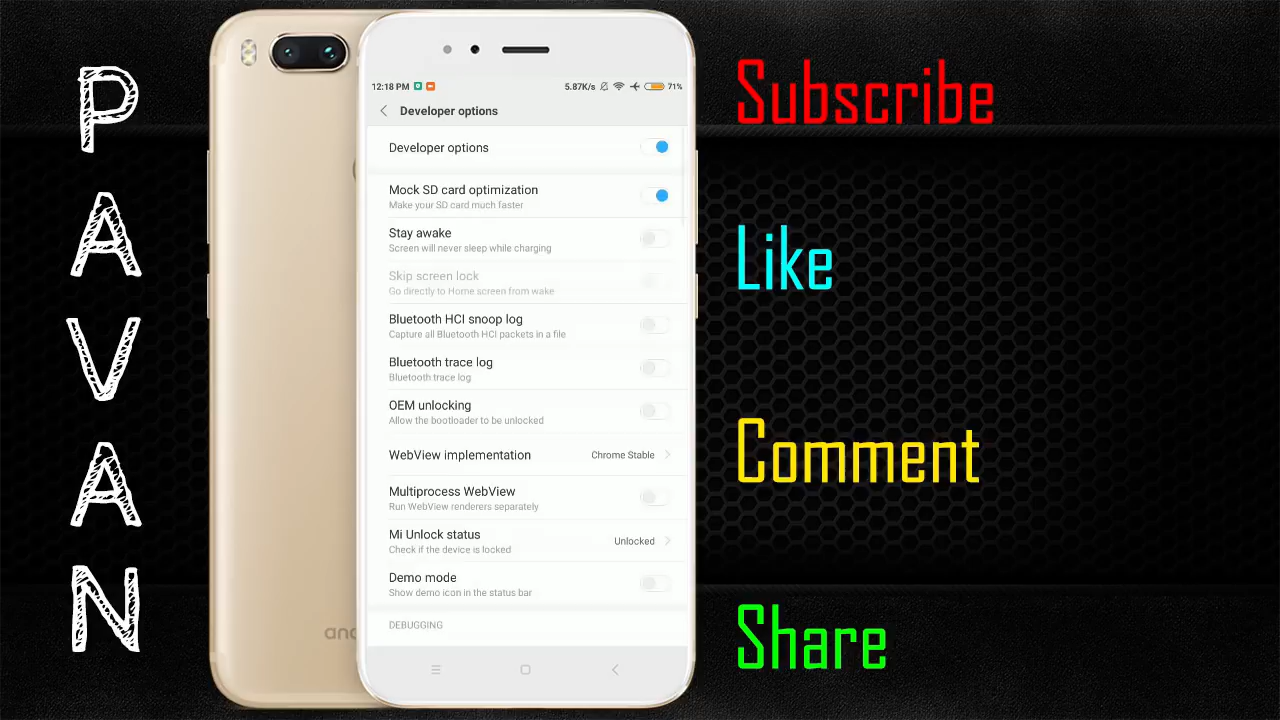 P
A
V
A
N
12:18 PM
5.87K/s
71%
Developer options
Developer options
Mock SD card optimization
Make your SD card much faster
Stay awake
Screen will never sleep while charging
Skip screen lock
Go directly to Home screen from wake
Bluetooth HCI snoop log
Capture all Bluetooth HCI packets in a file
Bluetooth trace log
Bluetooth trace log
OEM unlocking
Allow the bootloader to be unlocked
WebView implementation
Chrome Stable
Multiprocess WebView
Run WebView renderers separately
Mi Unlock status
Unlocked
Check if the device is locked
Demo mode
Show demo icon in the status bar
DEBUGGING
Subscribe
Like
Comment
Share